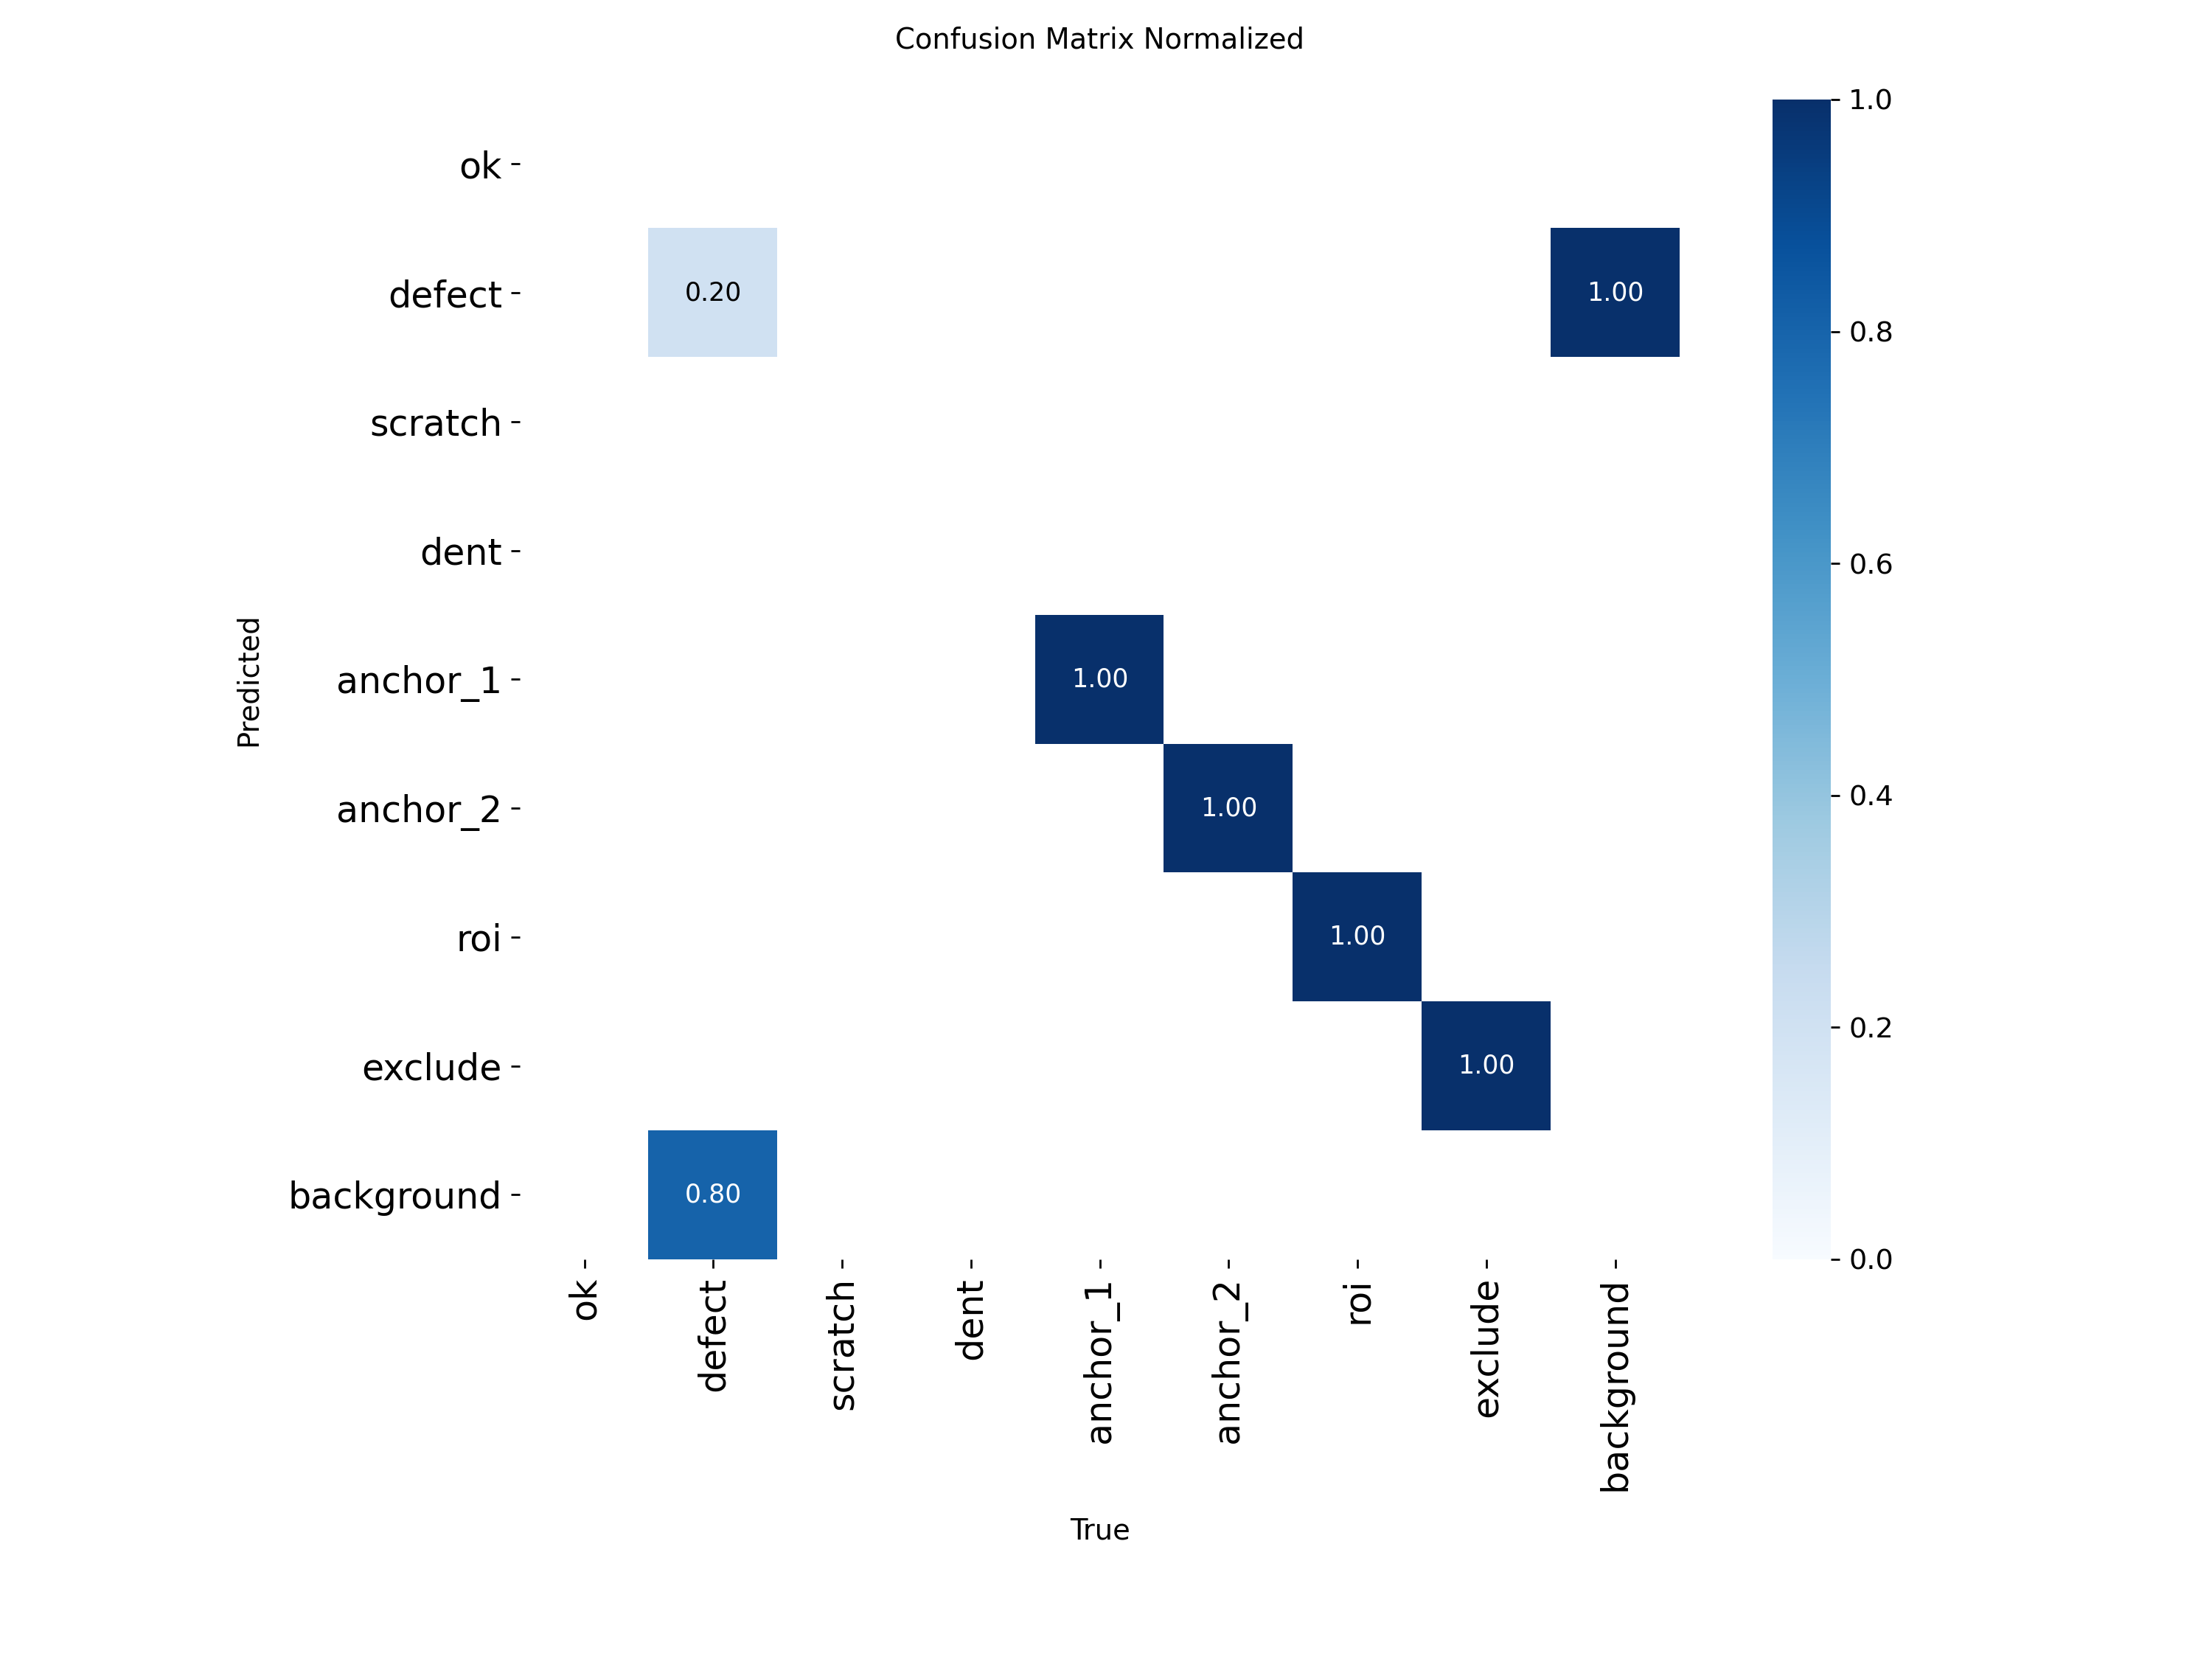 Confusion Matrix Normalized
1.0
ok
defect
0.20
1.00
0.8
scratch
dent
0.6
Predicted
anchor_1
1.00
anchor_2
1.00
0.4
roi
1.00
exclude
1.00
0.2
background
0.80
0.0
ok
defect
scratch
dent
anchor_1
anchor_2
roi
exclude
background
True